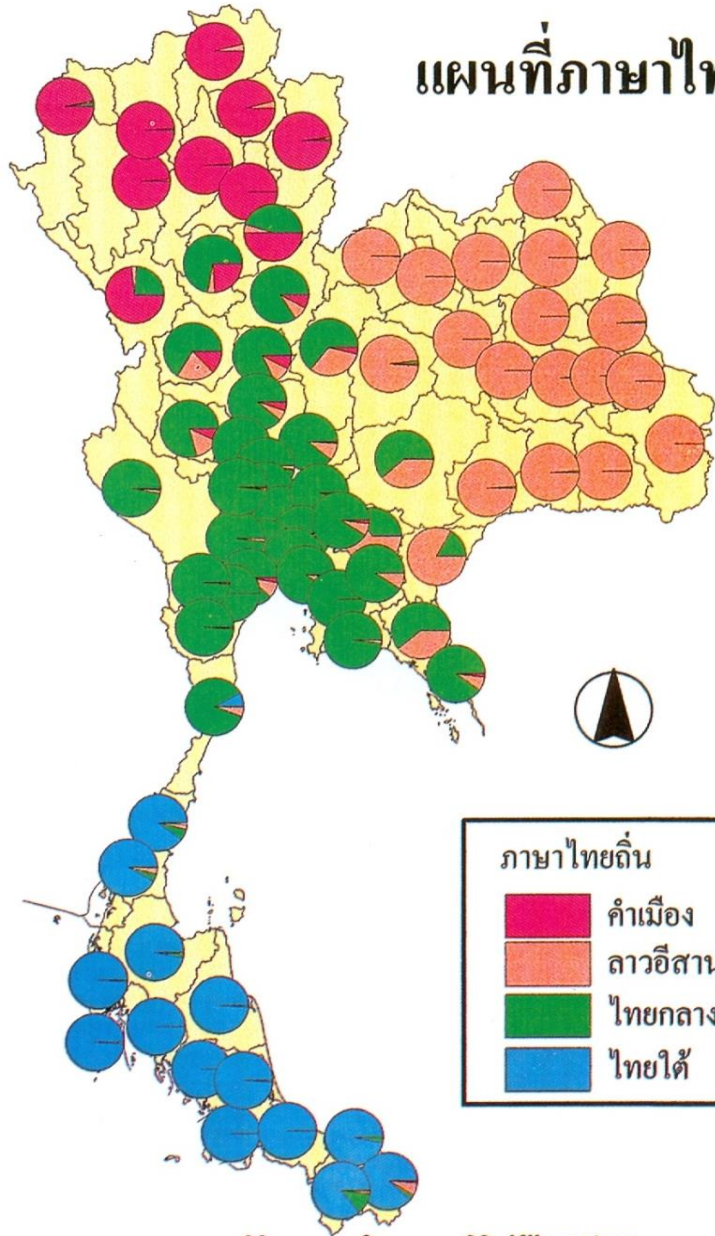 แผนที่ภาษาไท
ภาษาไทยถิ่น
คำเมือง
ลาวอีสาน
ไทยกลาง
ไทยใต้